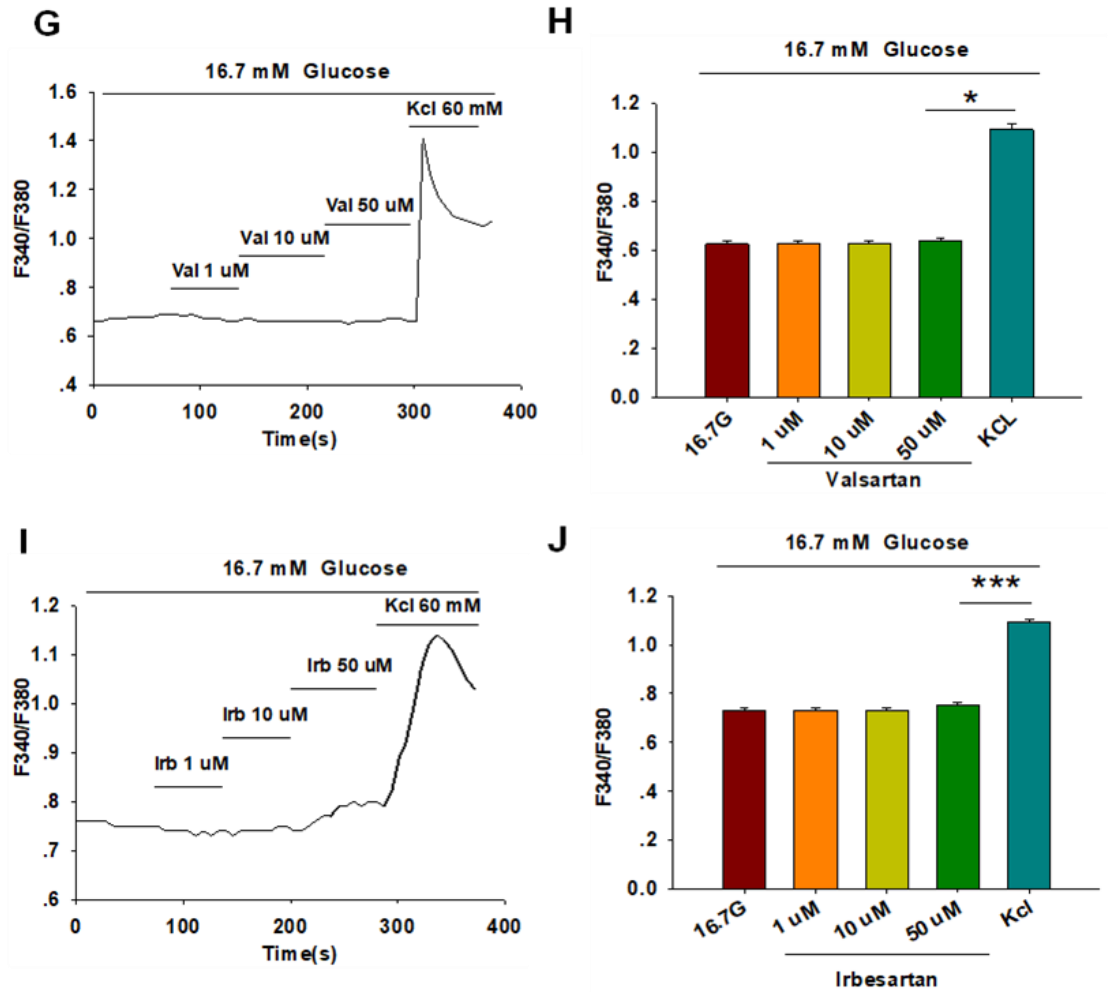 G
16.7 mM Glucose
Kcl 60 mM
Val 50 uM
Val 10 uM
Val 1 uM
F340/F380
1.6
1.4
1.2
1.0
.8
.6
.4
0 100 200 300 400
Time(s)
H
16.7 mM Glucose
*
F340/F380
1.2
1.0
.8
.6
.4
.2
0.0
16.7G 1 uM 10 uM 50 uM KCL
Valsartan
I
16.7 mM Glucose
Kcl 60 mM
Irb 50 uM
Irb 10 uM
Irb 1 uM
F340/F380
1.2
1.1
1.0
.9
.8
.7
.6
0 100 200 300 400
Time(s)
J
16.7 mM Glucose
***
F340/F380
1.2
1.0
.8
.6
.4
.2
0.0
16.7G 1 uM 10 uM 50 uM Kcl
Irbesartan